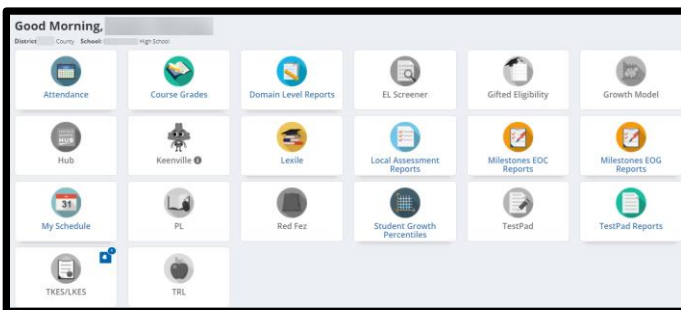 Good Morning,
District County School: High School
Attendance
Course Grades
Domain Level Reports
EL Screener
Gifted Eligibility
Growth Model
HUB
Hub
Keenville
Lexile
Local Assessment
Reports
Milestones EOC
Reports
Milestones EOG
Reports
31
My Schedule
PL
Red Fez
Student Growth
Percentiles
TestPad
TestPad Reports
TKES/LKES
TRL